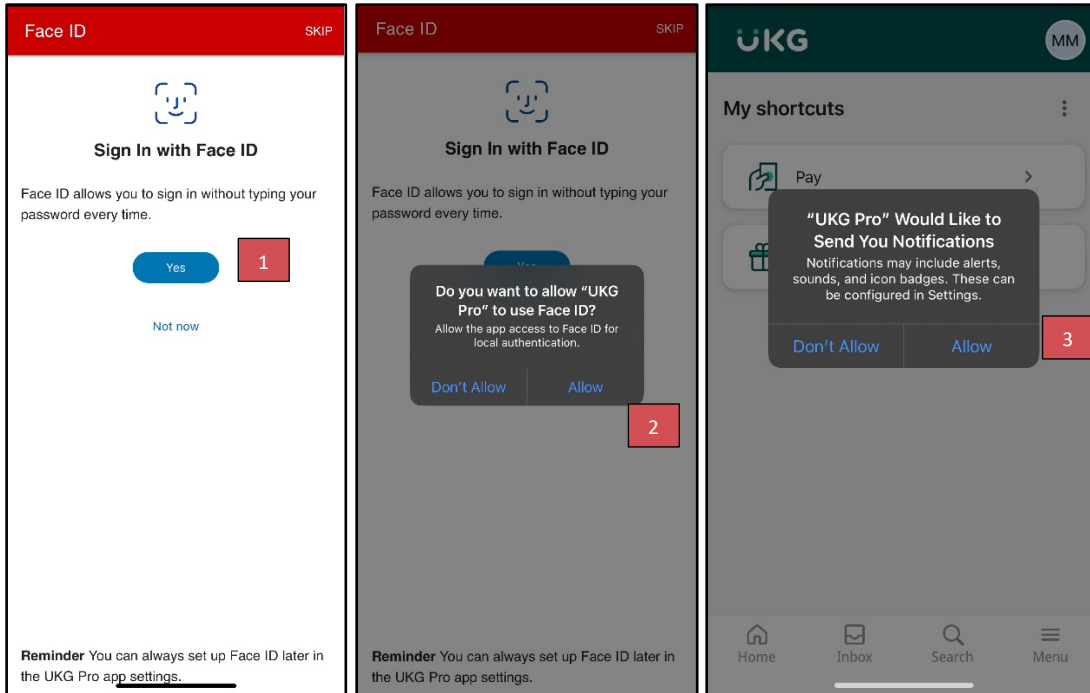 Face ID
SKIP
Sign In with Face ID
Face ID allows you to sign in without typing your
password every time.
Yes
1
Not now
Reminder You can always set up Face ID later in
the UKG Pro app settings.
Face ID
SKIP
Sign In with Face ID
Face ID allows you to sign in without typing your
password every time.
Yes
Do you want to allow “UKG
Pro” to use Face ID?
Allow the app access to Face ID for
local authentication.
Don’t Allow
Allow
2
Reminder You can always set up Face ID later in
the UKG Pro app settings.
UKG
MM
My shortcuts
Pay
“UKG Pro” Would Like to
Send You Notifications
Notifications may include alerts,
sounds, and icon badges. These can
be configured in Settings.
Don’t Allow
Allow
3
Home
Inbox
Search
Menu